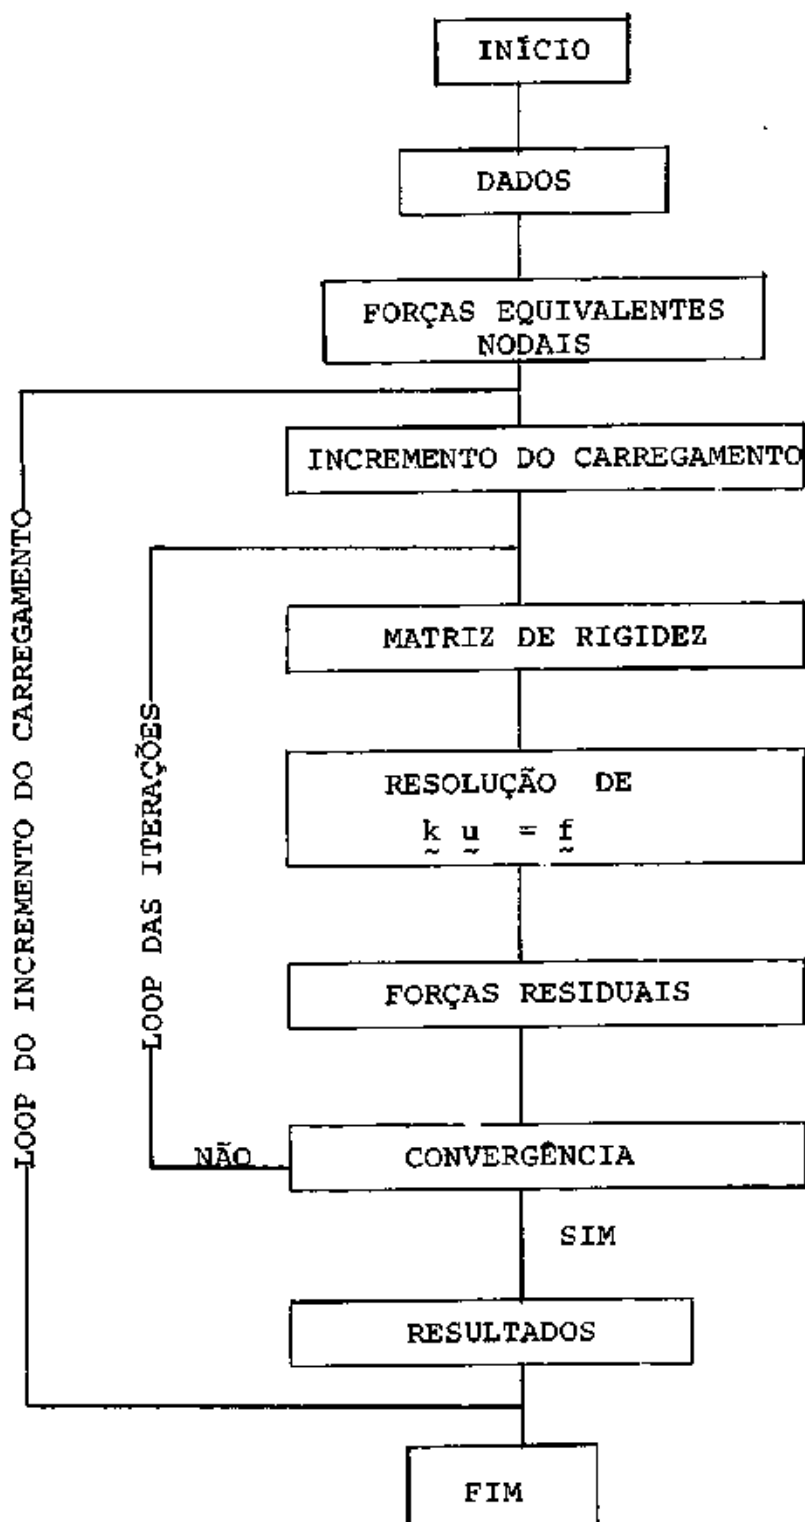 INÍCIO
DADOS
FORÇAS EQUIVALENTES
NODAIS
INCREMENTO DO CARREGAMENTO
MATRIZ DE RIGIDEZ
RESOLUÇÃO DE
k u = f
FORÇAS RESIDUAIS
CONVERGÊNCIA
NÃO
SIM
RESULTADOS
FIM
LOOP DAS ITERAÇÕES
LOOP DO INCREMENTO DO CARREGAMENTO